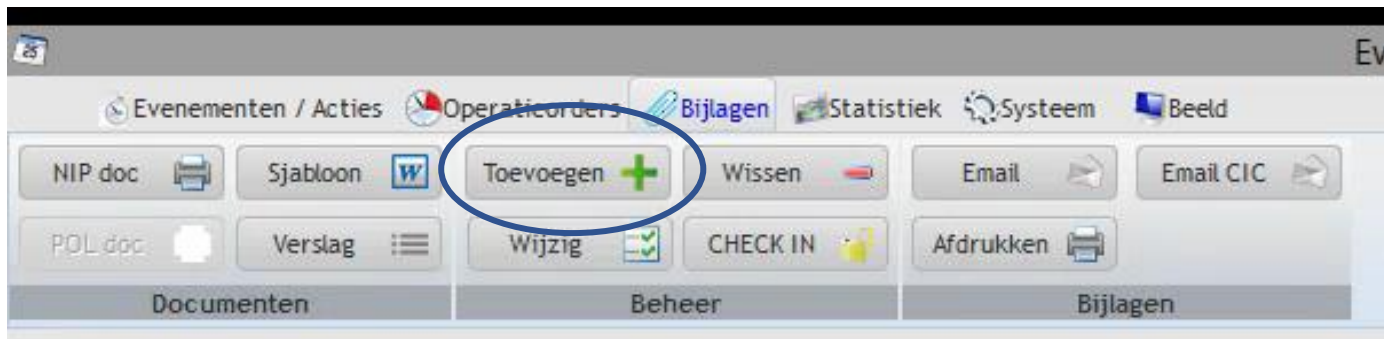 25
Ev
Evenementen / Acties Operatieorders Bijlagen Statistiek Systeem Beeld
NIP doc Sjabloon W Toevoegen Wissen Email Email CIC
POL doc Verslag Wijzig CHECK IN Afdrukken
Documenten Beheer Bijlagen